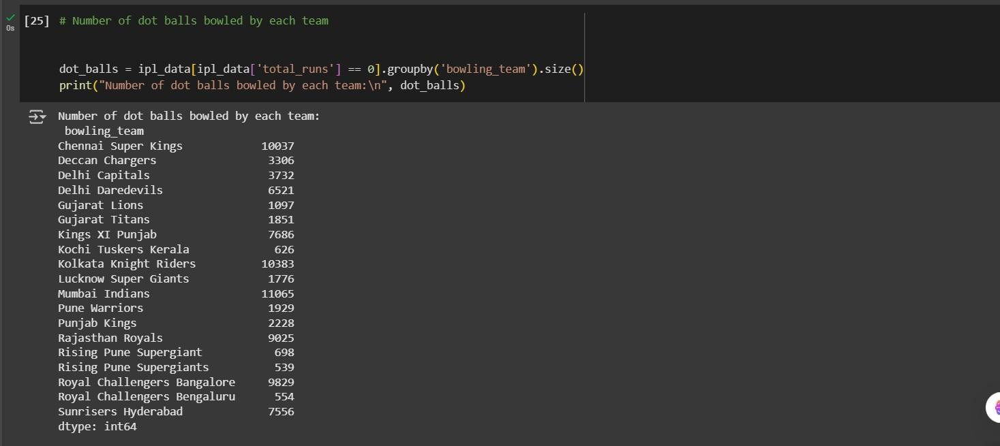 [25] # Number of dot balls bowled by each team
0s
dot_balls = ipl_data[ipl_data['total_runs'] == 0].groupby('bowling_team').size()
print("Number of dot balls bowled by each team:\n", dot_balls)
Number of dot balls bowled by each team:
bowling_team
Chennai Super Kings 10037
Deccan Chargers 3306
Delhi Capitals 3732
Delhi Daredevils 6521
Gujarat Lions 1097
Gujarat Titans 1851
Kings XI Punjab 7686
Kochi Tuskers Kerala 626
Kolkata Knight Riders 10383
Lucknow Super Giants 1776
Mumbai Indians 11065
Pune Warriors 1929
Punjab Kings 2228
Rajasthan Royals 9025
Rising Pune Supergiant 698
Rising Pune Supergiants 539
Royal Challengers Bangalore 9829
Royal Challengers Bengaluru 554
Sunrisers Hyderabad 7556
dtype: int64